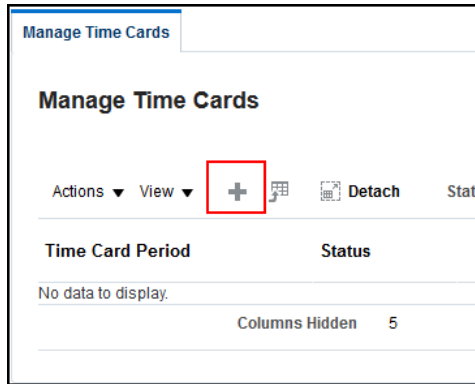 Manage Time Cards
Manage Time Cards
Actions View Detach
Time Card Period Status
No data to display.
Columns Hidden 5